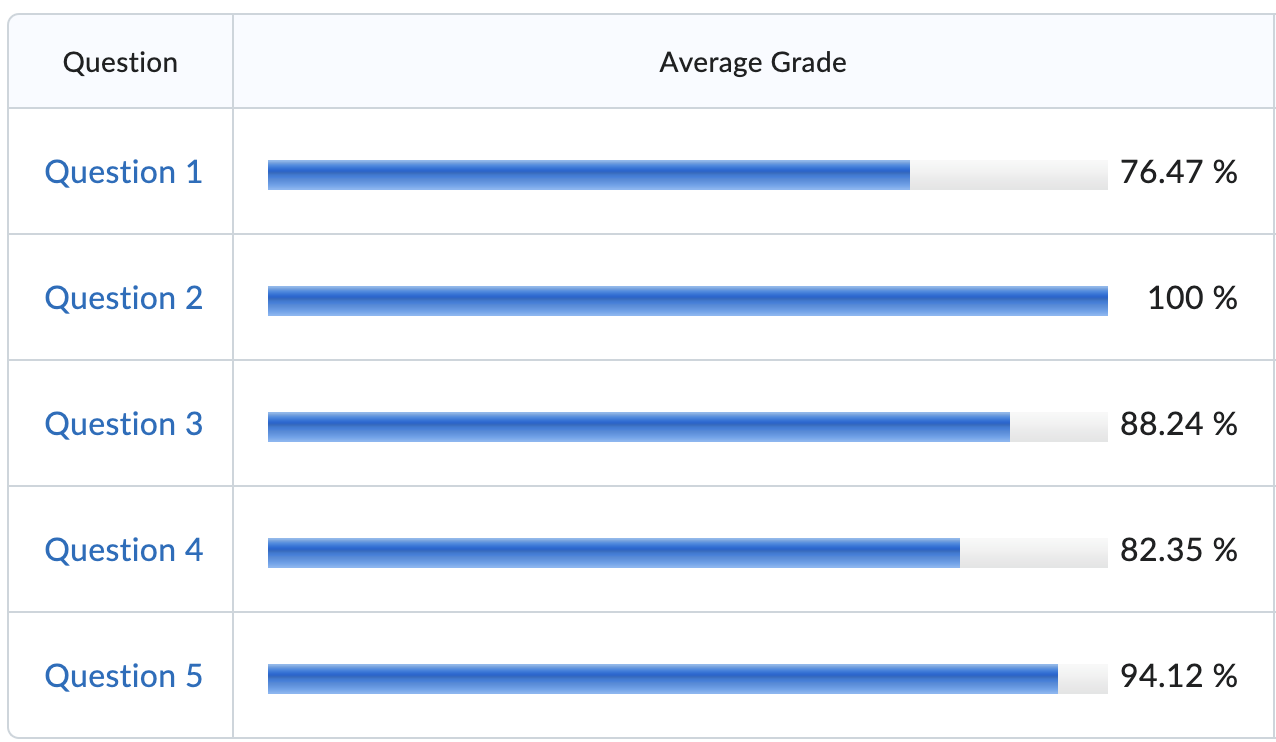 Question Average Grade
Question 1 76.47 %
Question 2 100 %
Question 3 88.24 %
Question 4 82.35 %
Question 5 94.12 %